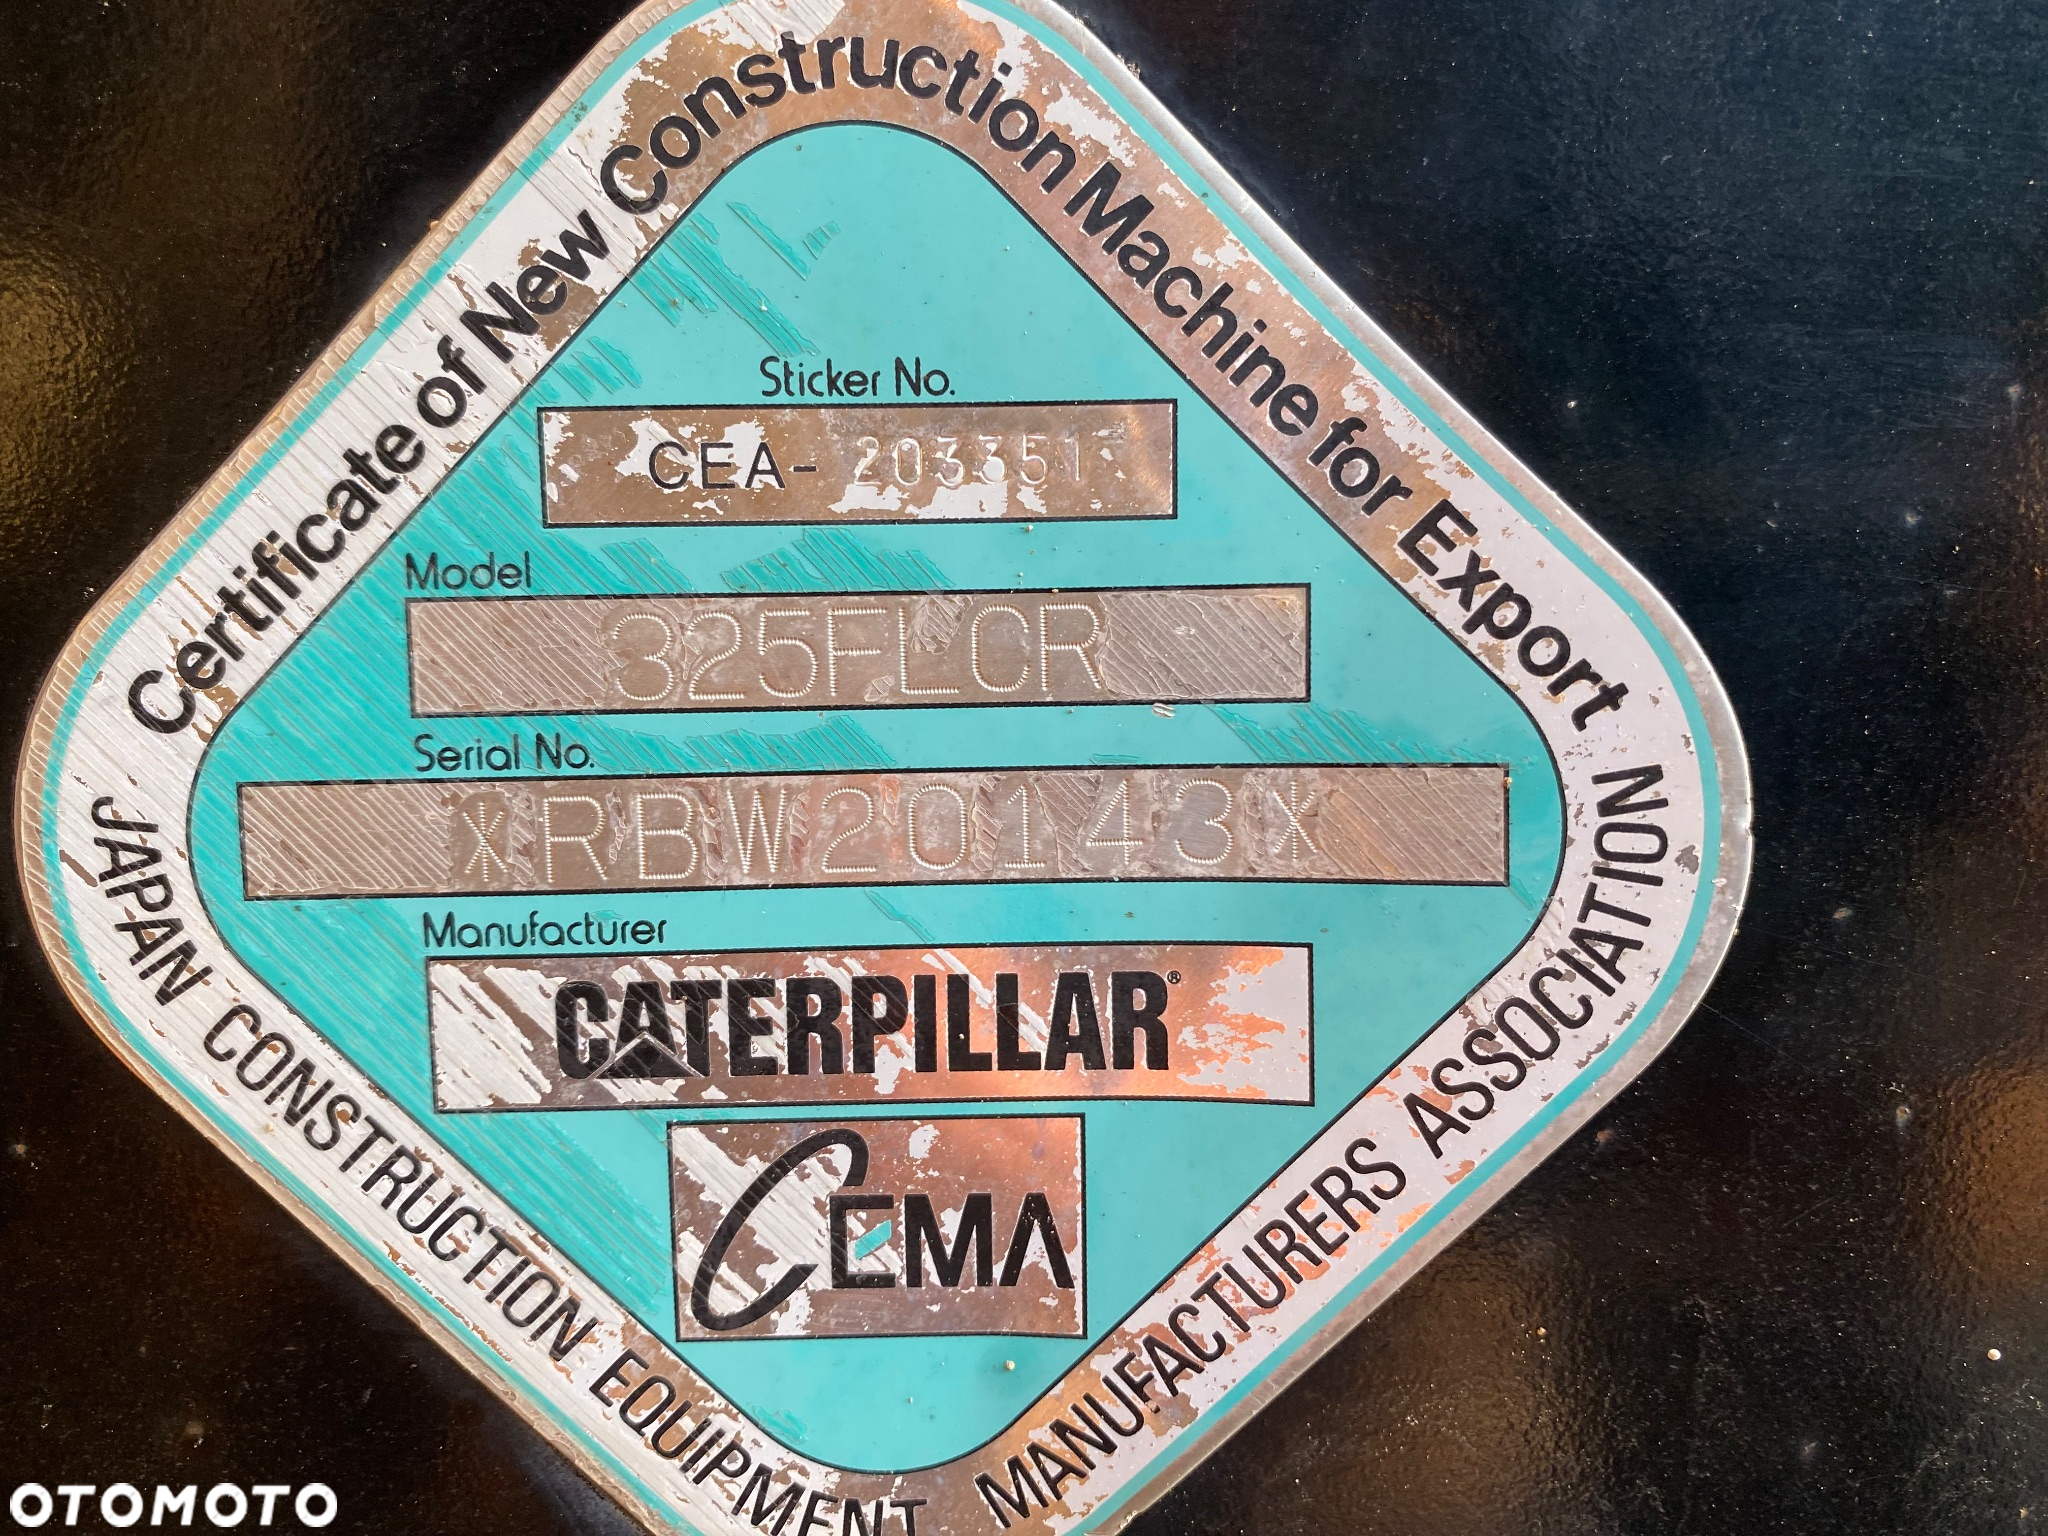 Certificate of New Construction Machine for Export
Sticker No.
CEA- 203351
Model
325FLCR
Serial No.
*RBW20143*
Manufacturer
CATERPILLAR®
CEMA
JAPAN CONSTRUCTION EQUIPMENT MANUFACTURERS ASSOCIATION
OTOMOTO